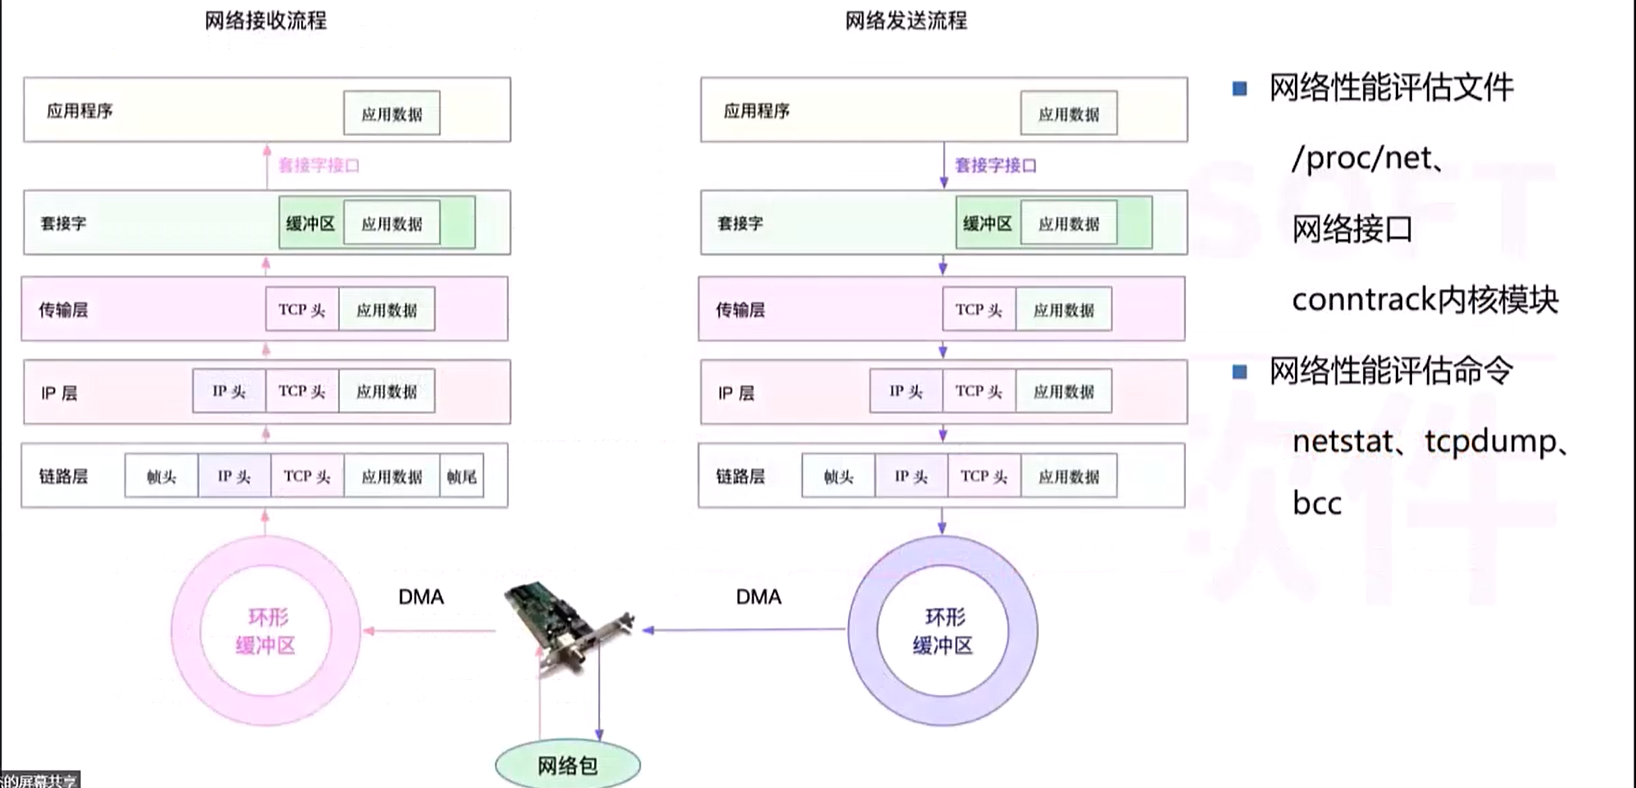 网络接收流程
应用程序
应用数据
套接字接口
套接字
缓冲区
应用数据
传输层
TCP 头
应用数据
IP 层
IP 头
TCP 头
应用数据
链路层
帧头
IP 头
TCP 头
应用数据
帧尾
环形
缓冲区
DMA
网络包
网络发送流程
应用程序
应用数据
套接字接口
套接字
缓冲区
应用数据
传输层
TCP 头
应用数据
IP 层
IP 头
TCP 头
应用数据
链路层
帧头
IP 头
TCP 头
应用数据
环形
缓冲区
DMA
网络性能评估文件
/proc/net、
网络接口
conntrack内核模块
网络性能评估命令
netstat、tcpdump、
bcc
SOFT
软件
的屏幕共享